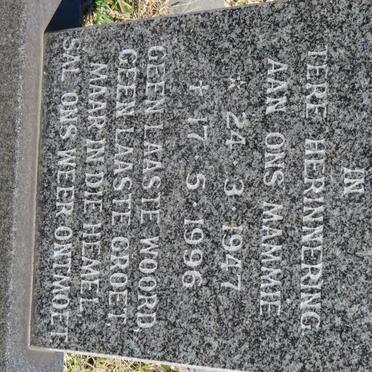 IN
TERE HERINNERING
AAN ONS MAMMIE
* 24 . 3 . 1947
✝ 17 . 5 . 1996
GEEN LAASTE WOORD,
GEEN LAASTE GROET,
MAAR IN DIE HEMEL
SAL ONS WEER ONTMOET